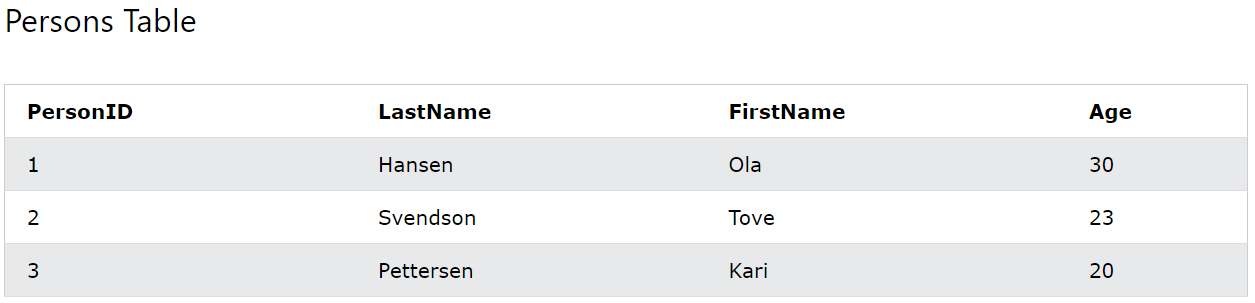 Persons Table
PersonID LastName FirstName Age
1 Hansen Ola 30
2 Svendson Tove 23
3 Pettersen Kari 20